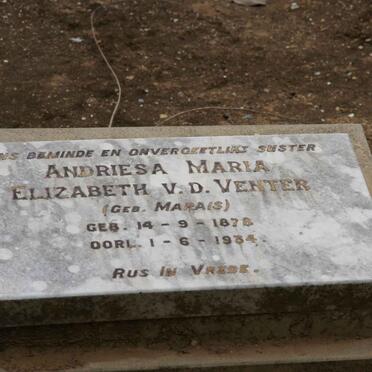 ONS BEMINDE EN ONVERGEETLIKE SUSTER
ANDRIESA MARIA
ELIZABETH V.D. VENTER
(GEB. MARAIS)
GEB. 14-9-1878
OORL. 1-6-1934.
RUS IN VREDE.